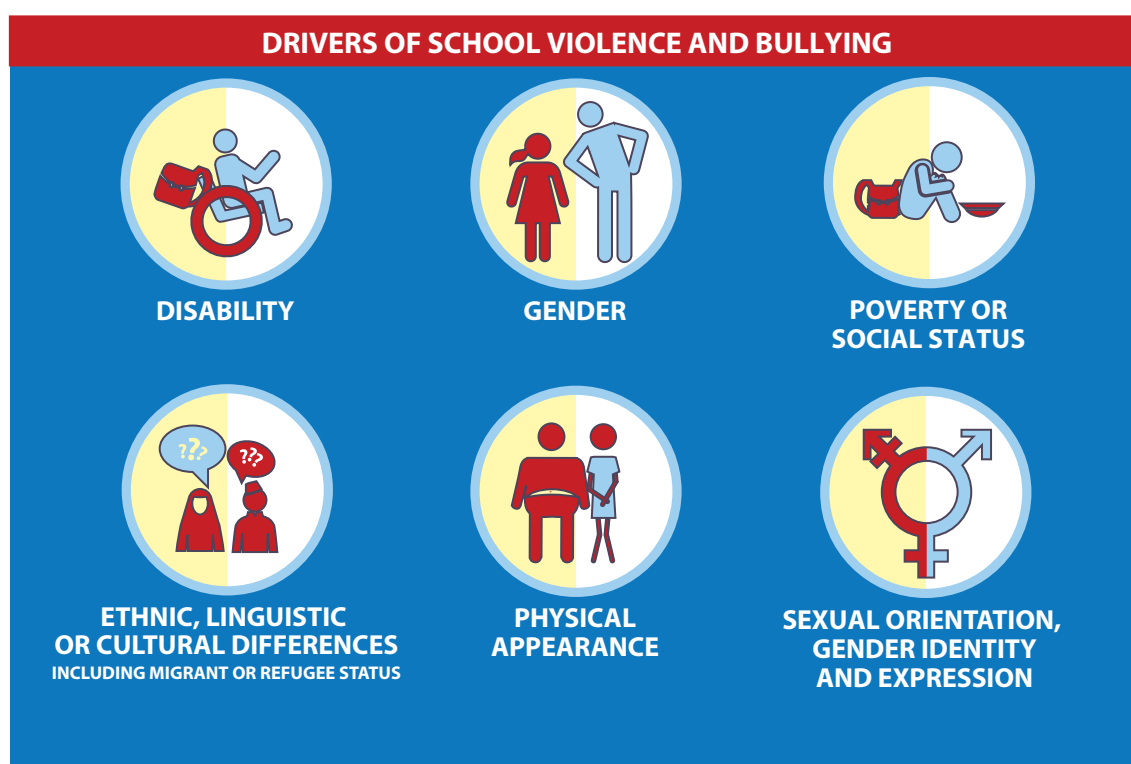 DRIVERS OF SCHOOL VIOLENCE AND BULLYING
DISABILITY
GENDER
POVERTY OR
SOCIAL STATUS
???
???
ETHNIC, LINGUISTIC
OR CULTURAL DIFFERENCES
INCLUDING MIGRANT OR REFUGEE STATUS
PHYSICAL
APPEARANCE
SEXUAL ORIENTATION,
GENDER IDENTITY
AND EXPRESSION